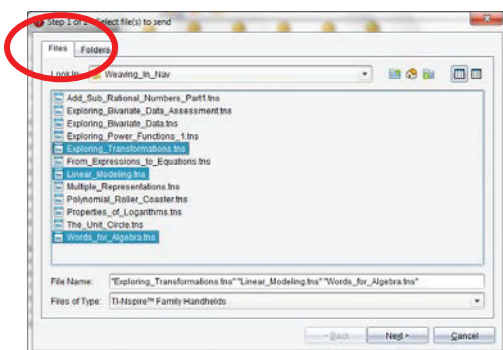 Step 1 of 2 - Select file(s) to send
Files Folders
Look In: Weaving_In_Nav
Add_Sub_Rational_Numbers_Part1.tns
Exploring_Bivariate_Data_Assessment.tns
Exploring_Bivariate_Data.tns
Exploring_Power_Functions_1.tns
Exploring_Transformations.tns
From_Expressions_to_Equations.tns
Linear_Modeling.tns
Multiple_Representations.tns
Polynomial_Roller_Coaster.tns
Properties_of_Logarithms.tns
The_Unit_Circle.tns
Words_for_Algebra.tns
File Name: "Exploring_Transformations.tns" "Linear_Modeling.tns" "Words_for_Algebra.tns"
Files of Type: TI-Nspire™ Family Handhelds
< Back Next > Cancel